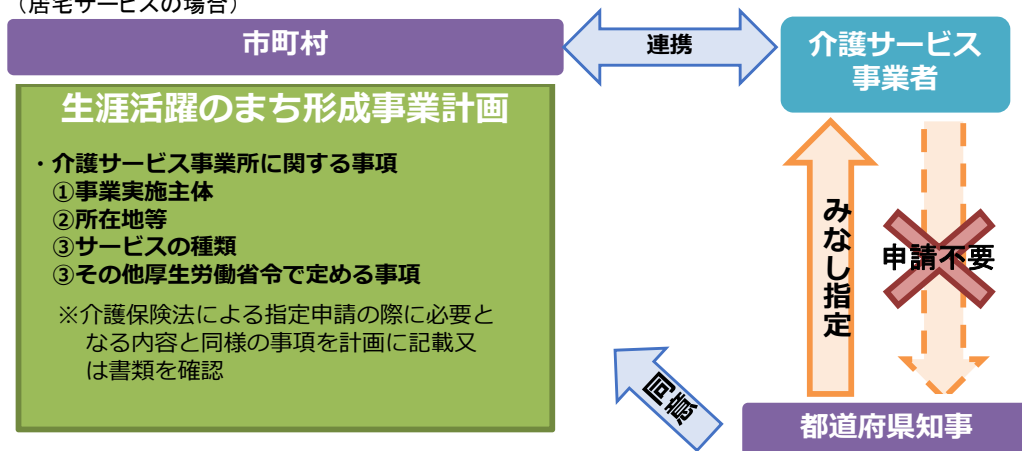 （居宅サービスの場合）
市町村
連携
介護サービス
事業者
生涯活躍のまち形成事業計画
・介護サービス事業所に関する事項
①事業実施主体
②所在地等
③サービスの種類
③その他厚生労働省令で定める事項
※介護保険法による指定申請の際に必要と
なる内容と同様の事項を計画に記載又
は書類を確認
みなし指定
申請不要
同意
都道府県知事